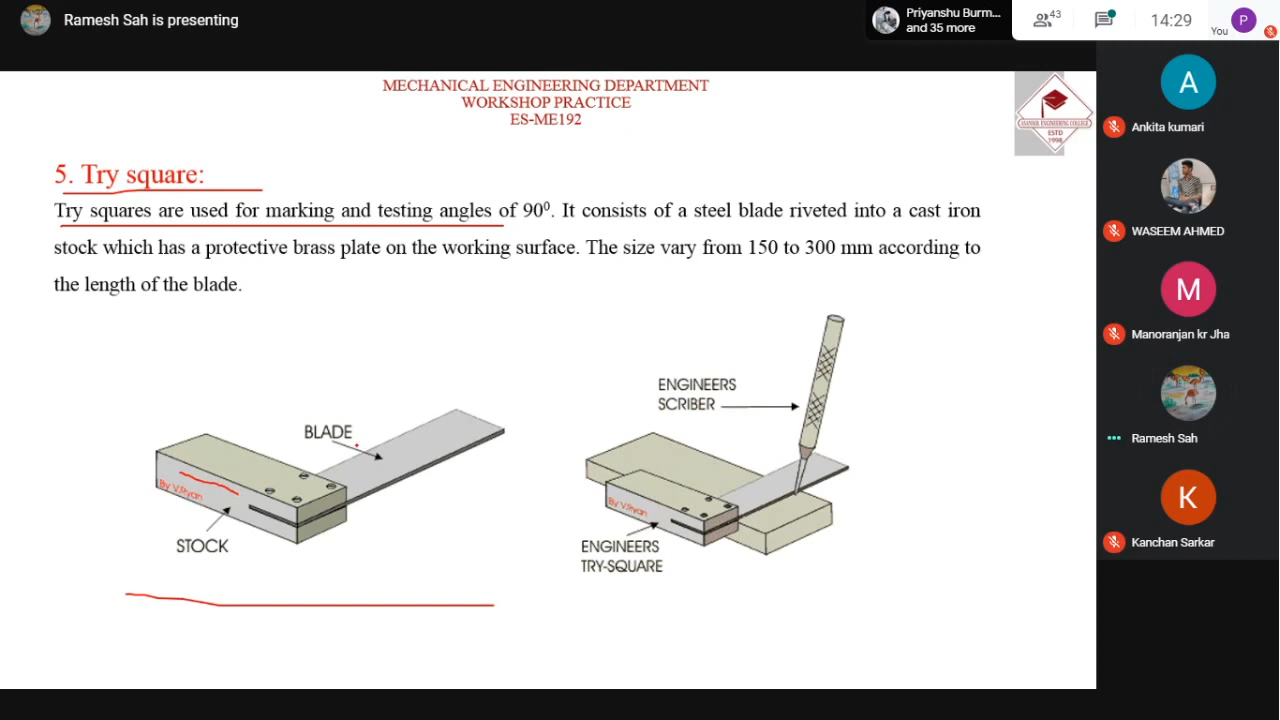 Ramesh Sah is presenting
Priyanshu Burm...
and 35 more
43
14:29
You
P
MECHANICAL ENGINEERING DEPARTMENT
WORKSHOP PRACTICE
ES-ME192
ASANSOL ENGINEERING COLLEGE
ESTD
1998
5. Try square:
Try squares are used for marking and testing angles of 90⁰. It consists of a steel blade riveted into a cast iron
stock which has a protective brass plate on the working surface. The size vary from 150 to 300 mm according to
the length of the blade.
BLADE
By V.Ryan
STOCK
ENGINEERS
SCRIBER
By V.Ryan
ENGINEERS
TRY-SQUARE
A
Ankita kumari
WASEEM AHMED
M
Manoranjan kr Jha
Ramesh Sah
K
Kanchan Sarkar